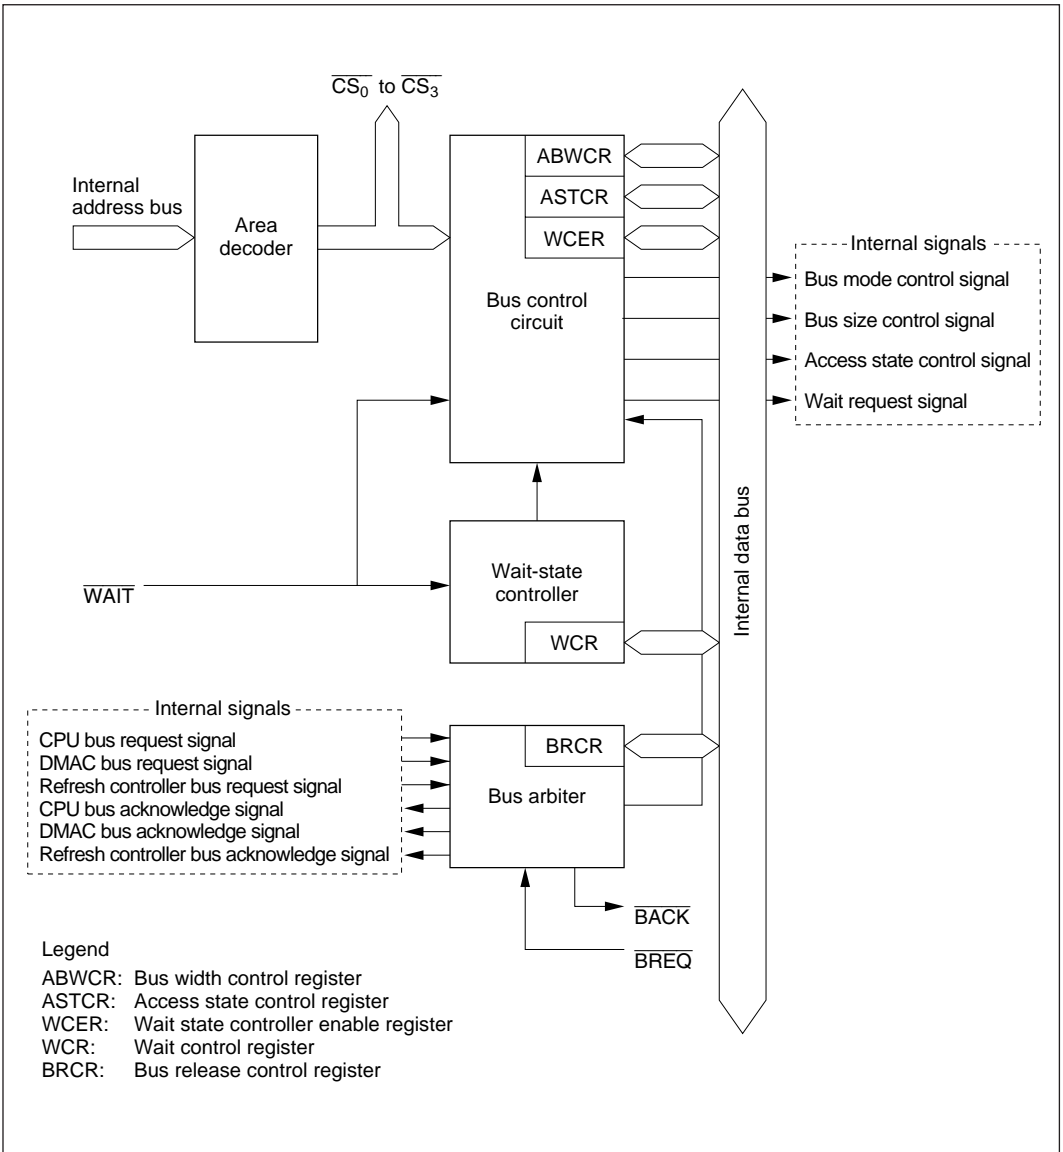 CS0 to CS3
Internal
address bus
Area
decoder
ABWCR
ASTCR
WCER
Bus control
circuit
Internal signals
Bus mode control signal
Bus size control signal
Access state control signal
Wait request signal
Internal data bus
WAIT
Wait-state
controller
WCR
Internal signals
CPU bus request signal
DMAC bus request signal
Refresh controller bus request signal
CPU bus acknowledge signal
DMAC bus acknowledge signal
Refresh controller bus acknowledge signal
BRCR
Bus arbiter
BACK
BREQ
Legend
ABWCR: Bus width control register
ASTCR: Access state control register
WCER: Wait state controller enable register
WCR: Wait control register
BRCR: Bus release control register